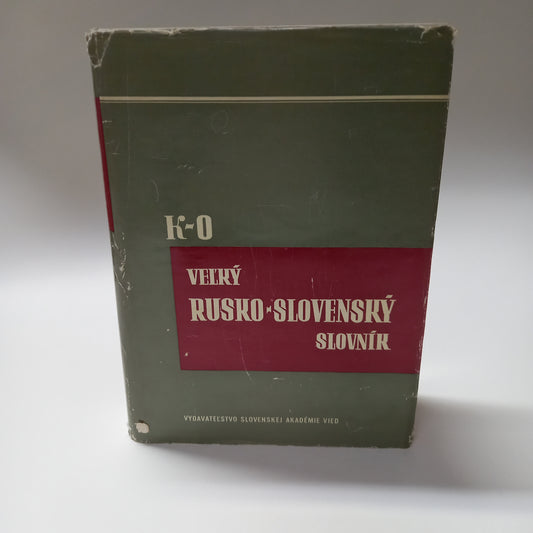 K-O
VEĽKÝ
RUSKO-SLOVENSKÝ
SLOVNÍK
VYDAVATEĽSTVO SLOVENSKEJ AKADÉMIE VIED